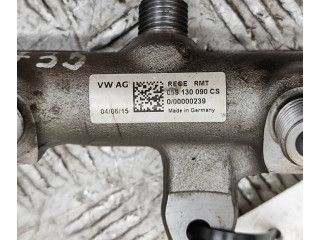 VW AG
REGE RMT
059 130 090 CS
04/06/15
0/00000239
Made in Germany